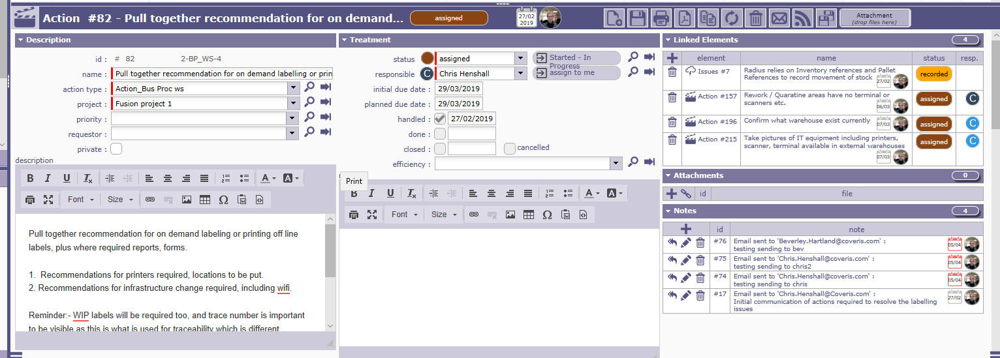 Action #82 - Pull together recommendation for on demand...
assigned
27/02
2019
Attachment
(drop files here)
Description
id : # 82 2-BP_WS-4
name : Pull together recommendation for on demand labelling or prin
action type : Action_Bus Proc ws
project : Fusion project 1
priority :
requestor :
private :
description
B I U Tx A A
Font Size
Pull together recommendation for on demand labeling or printing off line
labels, plus where required reports, forms.
1. Recommendations for printers required, locations to be put.
2. Recommendations for infrastructure change required, including wifi.
Reminder:- WIP labels will be required too, and trace number is important
to be visible as this is what is used for traceability which is different
Treatment
status : assigned
Started - In
Progress
responsible : C Chris Henshall
assign to me
initial due date : 29/03/2019
planned due date : 29/03/2019
handled : 27/02/2019
done :
closed : cancelled
efficiency :
Print
B I U Tx A A
Font Size
Linked Elements 4
element name status resp.
Issues #7 Radius relies on Inventory references and Pallet
References to record movement of stock 27/02 recorded
Action #157 Rework / Quaratine areas have no terminal or
scanners etc. 06/03 assigned C
Action #196 Confirm what warehouse exist currently 07/03 assigned C
Action #215 Take pictures of IT equipment including printers,
scanner, terminal available in external warehouses
07/03 assigned C
Attachments 0
id file
Notes 4
id note
#76 Email sent to 'Beverley.Hartland@coveris.com' :
testing sending to bev 05/04
#75 Email sent to 'Chris.Henshall@coveris.com' :
testing sending to chris2 05/04
#74 Email sent to 'Chris.Henshall@coveris.com' :
testing sending to chris 05/04
#17 Email sent to 'Chris.Henshall@Coveris.com' :
27/02
Initial communication of actions required to resolve the labelling
issues